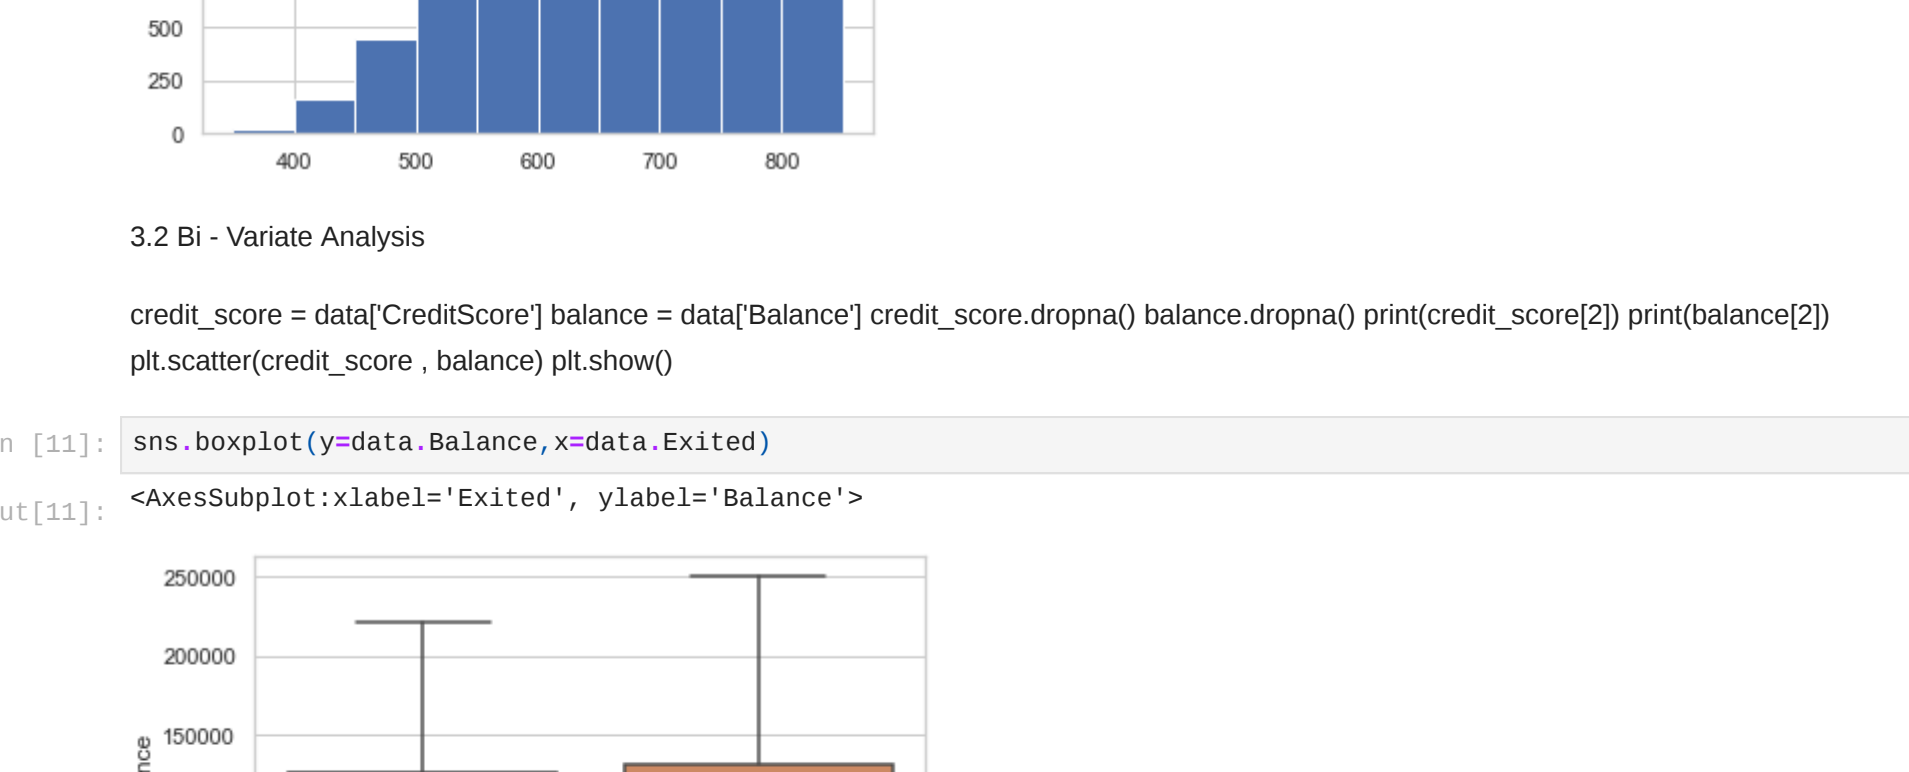 500
250
0
400 500 600 700 800
3.2 Bi - Variate Analysis
credit_score = data['CreditScore'] balance = data['Balance'] credit_score.dropna() balance.dropna() print(credit_score[2]) print(balance[2])
plt.scatter(credit_score , balance) plt.show()
n [11]: sns.boxplot(y=data.Balance,x=data.Exited)
ut[11]: <AxesSubplot:xlabel='Exited', ylabel='Balance'>
250000
200000
150000
nce